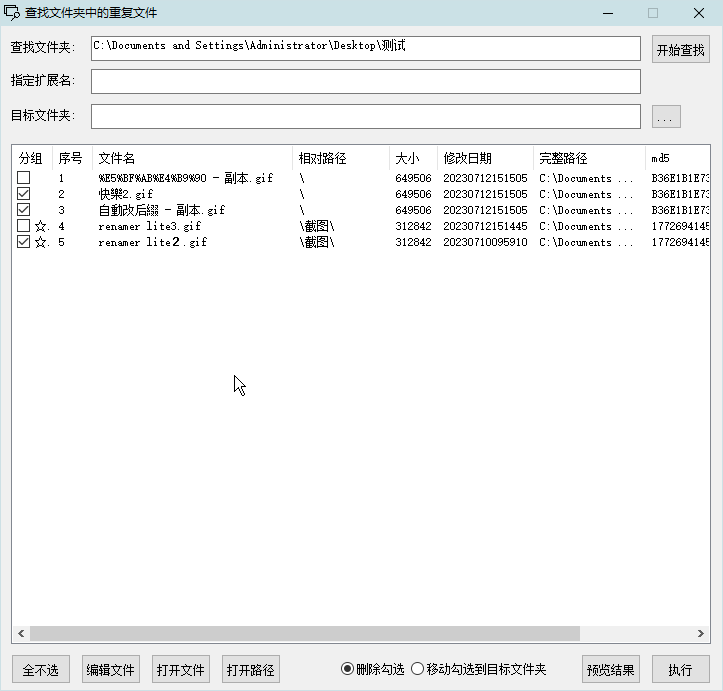 查找文件夹中的重复文件
查找文件夹: C:\Documents and Settings\Administrator\Desktop\测试 开始查找
指定扩展名:
目标文件夹: ...
分组 序号 文件名 相对路径 大小 修改日期 完整路径 md5
1 %E5%BF%AB%E4%B9%90 - 副本.gif \ 649506 20230712151505 C:\Documents ... B36E1B1E73
2 快樂2.gif \ 649506 20230712151505 C:\Documents ... B36E1B1E73
3 自動改后綴 - 副本.gif \ 649506 20230712151505 C:\Documents ... B36E1B1E73
☆. 4 renamer lite3.gif \截图\ 312842 20230712151445 C:\Documents ... 1772694145
☆. 5 renamer lite２.gif \截图\ 312842 20230710095910 C:\Documents ... 1772694145
全不选 编辑文件 打开文件 打开路径 删除勾选 移动勾选到目标文件夹 预览结果 执行